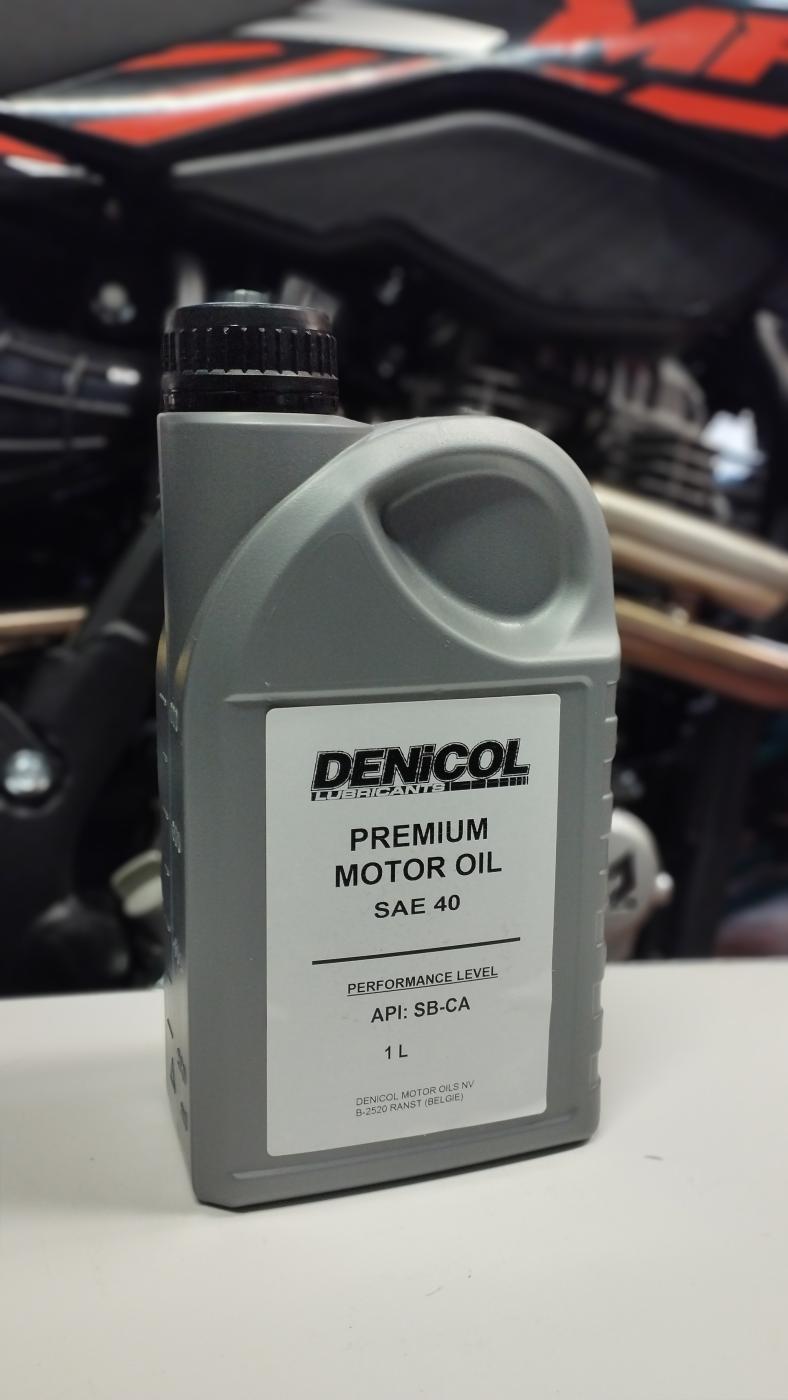 DENiCOL
LUBRICANTS
PREMIUM
MOTOR OIL
SAE 40
PERFORMANCE LEVEL
API: SB-CA
1 L
DENICOL MOTOR OILS NV
B-2520 RANST (BELGIE)